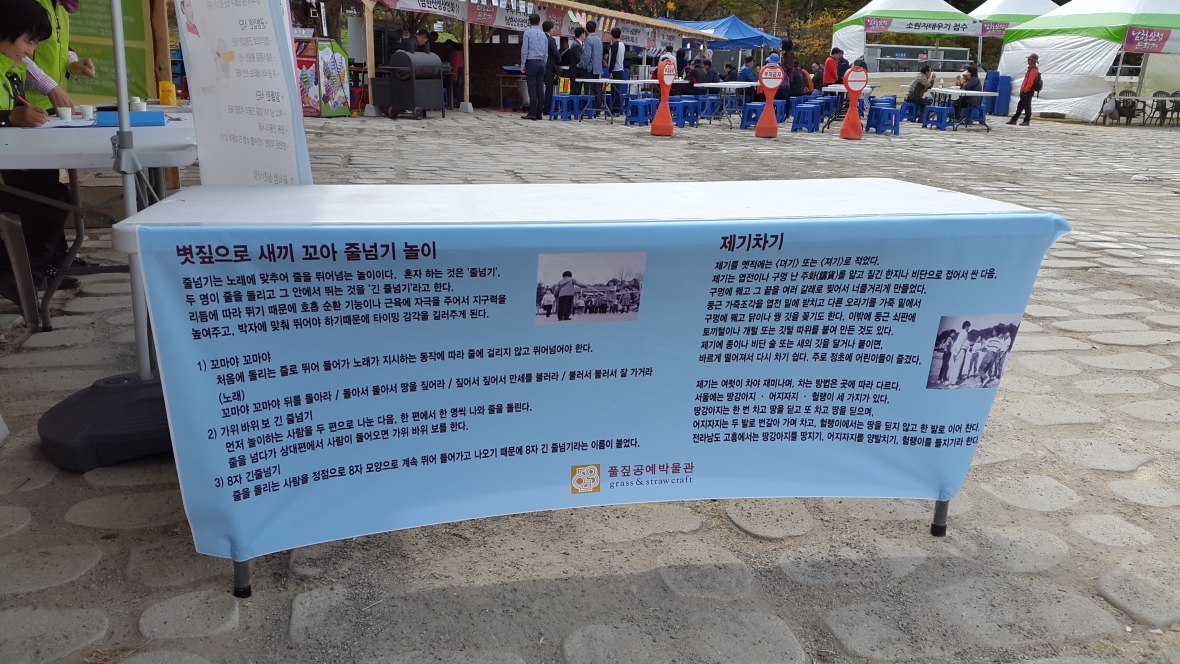 볏짚으로 새끼 꼬아 줄넘기 놀이
줄넘기는 노래에 맞추어 줄을 뛰어넘는 놀이이다. 혼자 하는 것은 '줄넘기',
두 명이 줄을 돌리고 그 안에서 뛰는 것을 '긴 줄넘기'라고 한다.
리듬에 따라 뛰기 때문에 호흡 순환 기능이나 근육에 자극을 주어서 지구력을
높여주고, 박자에 맞춰 뛰어야 하기때문에 타이밍 감각을 길러주게 된다.
1) 꼬마야 꼬마야
처음에 돌리는 줄로 뛰어 들어가 노래가 지시하는 동작에 따라 줄에 걸리지 않고 뛰어넘어야 한다.
(노래)
꼬마야 꼬마야 뒤를 돌아라 / 돌아서 돌아서 땅을 짚어라 / 짚어서 짚어서 만세를 불러라 / 불러서 불러서 잘 가거라
2) 가위 바위 보 긴 줄넘기
먼저 놀이하는 사람을 두 편으로 나눈 다음, 한 편에서 한 명씩 나와 줄을 돌린다.
줄을 넘다가 상대편에서 사람이 들어오면 가위 바위 보를 한다.
3) 8자 긴줄넘기
줄을 돌리는 사람을 정점으로 8자 모양으로 계속 뛰어 들어가고 나오기 때문에 8자 긴 줄넘기라는 이름이 붙었다.
제기차기
제기를 옛적에는 〈뎌기〉 또는 〈져기〉로 적었다.
제기는 엽전이나 구멍 난 주화(鑄貨)를 얇고 질긴 한지나 비단으로 접어서 싼 다음,
구멍에 꿰고 그 끝을 여러 갈래로 찢어서 너풀거리게 만들었다.
둥근 가죽조각을 엽전 밑에 받치고 다른 오라기를 가죽 밑에서
구멍에 꿰고 닭이나 꿩 깃을 꽂기도 한다. 이밖에 둥근 쇠판에
토끼털이나 개털 또는 깃털 따위를 붙여 만든 것도 있다.
제기에 종이나 비단 술 또는 새의 깃을 달거나 붙이면,
바르게 떨어져서 다시 차기 쉽다. 주로 정초에 어린이들이 즐겼다.
제기는 여럿이 차야 재미나며, 차는 방법은 곳에 따라 다르다.
서울에는 땅강아지 · 어지자지 · 헐랭이 세 가지가 있다.
땅강아지는 한 번 차고 땅을 딛고 또 차고 땅을 딛으며,
어지자지는 두 발로 번갈아 가며 차고, 헐랭이에서는 땅을 딛지 않고 한 발로 이어 찬다.
전라남도 고흥에서는 땅강아지를 땅지기, 어지자지를 양발치기, 헐랭이를 들지기라 한다
풀짚공예박물관
grass & straw craft
소원지태우기 접수
남한산성